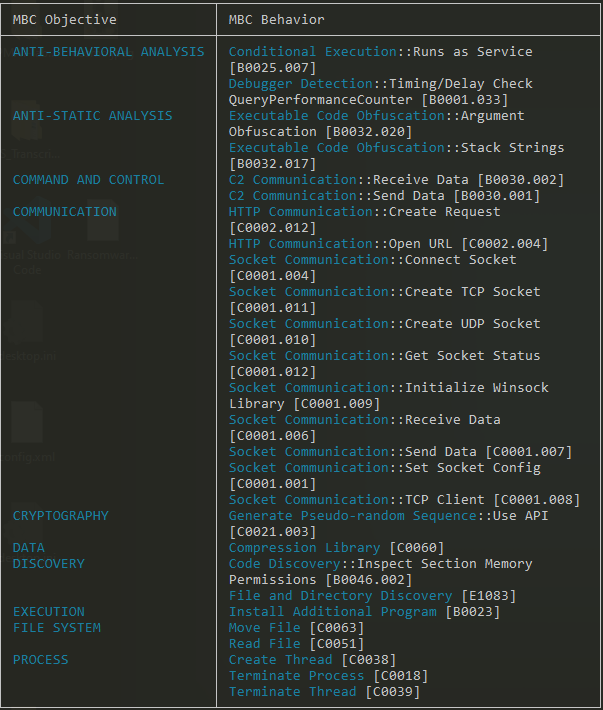 MBC Objective MBC Behavior
ANTI-BEHAVIORAL ANALYSIS Conditional Execution::Runs as Service
[B0025.007]
Debugger Detection::Timing/Delay Check
QueryPerformanceCounter [B0001.033]
ANTI-STATIC ANALYSIS Executable Code Obfuscation::Argument
Obfuscation [B0032.020]
Executable Code Obfuscation::Stack Strings
[B0032.017]
COMMAND AND CONTROL C2 Communication::Receive Data [B0030.002]
C2 Communication::Send Data [B0030.001]
COMMUNICATION HTTP Communication::Create Request
[C0002.012]
HTTP Communication::Open URL [C0002.004]
Socket Communication::Connect Socket
[C0001.004]
Socket Communication::Create TCP Socket
[C0001.011]
Socket Communication::Create UDP Socket
[C0001.010]
Socket Communication::Get Socket Status
[C0001.012]
Socket Communication::Initialize Winsock
Library [C0001.009]
Socket Communication::Receive Data
[C0001.006]
Socket Communication::Send Data [C0001.007]
Socket Communication::Set Socket Config
[C0001.001]
Socket Communication::TCP Client [C0001.008]
CRYPTOGRAPHY Generate Pseudo-random Sequence::Use API
[C0021.003]
DATA Compression Library [C0060]
DISCOVERY Code Discovery::Inspect Section Memory
Permissions [B0046.002]
File and Directory Discovery [E1083]
EXECUTION Install Additional Program [B0023]
FILE SYSTEM Move File [C0063]
Read File [C0051]
PROCESS Create Thread [C0038]
Terminate Process [C0018]
Terminate Thread [C0039]